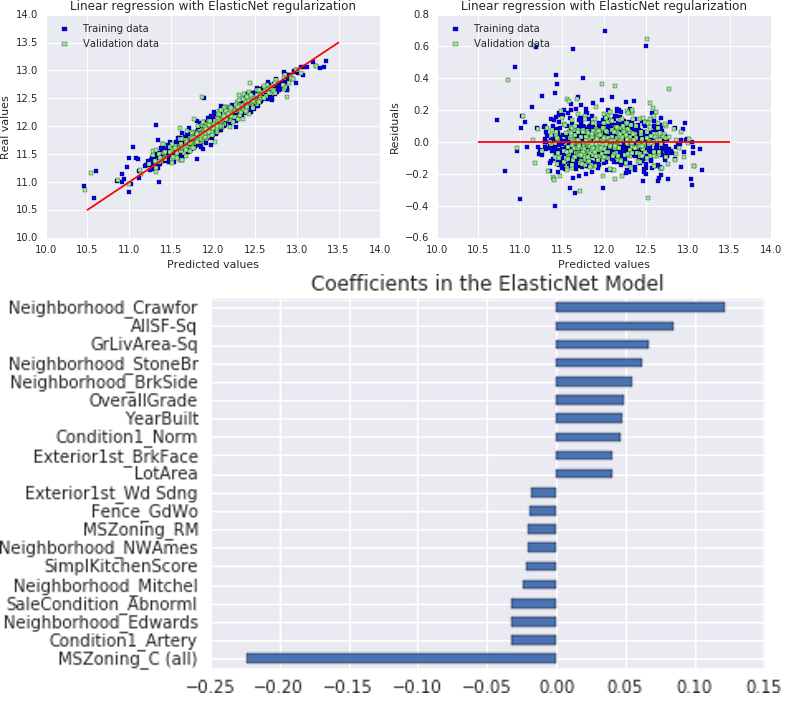 Linear regression with ElasticNet regularization
Training data
Validation data
14.0
13.5
13.0
12.5
12.0
11.5
11.0
10.5
10.0
Real values
10.0 10.5 11.0 11.5 12.0 12.5 13.0 13.5 14.0
Predicted values
Linear regression with ElasticNet regularization
Training data
Validation data
0.8
0.6
0.4
0.2
0.0
−0.2
−0.4
−0.6
Residuals
10.0 10.5 11.0 11.5 12.0 12.5 13.0 13.5 14.0
Predicted values
Coefficients in the ElasticNet Model
Neighborhood_Crawfor
AllSF-Sq
GrLivArea-Sq
Neighborhood_StoneBr
Neighborhood_BrkSide
OverallGrade
YearBuilt
Condition1_Norm
Exterior1st_BrkFace
LotArea
Exterior1st_Wd Sdng
Fence_GdWo
MSZoning_RM
Neighborhood_NWAmes
SimplKitchenScore
Neighborhood_Mitchel
SaleCondition_Abnorml
Neighborhood_Edwards
Condition1_Artery
MSZoning_C (all)
−0.25 −0.20 −0.15 −0.10 −0.05 0.00 0.05 0.10 0.15